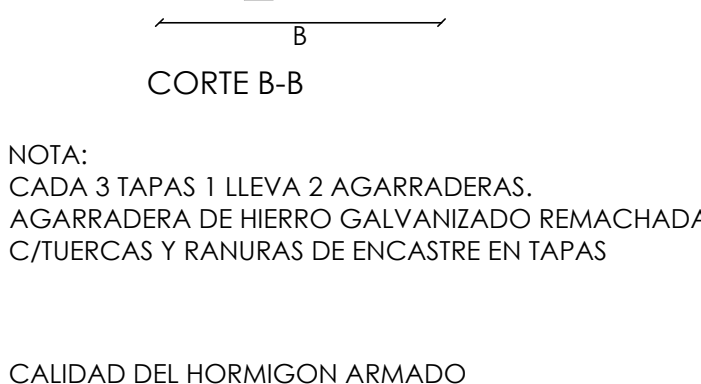 B
CORTE B-B
NOTA:
CADA 3 TAPAS 1 LLEVA 2 AGARRADERAS.
AGARRADERA DE HIERRO GALVANIZADO REMACHADA
C/TUERCAS Y RANURAS DE ENCASTRE EN TAPAS
CALIDAD DEL HORMIGON ARMADO